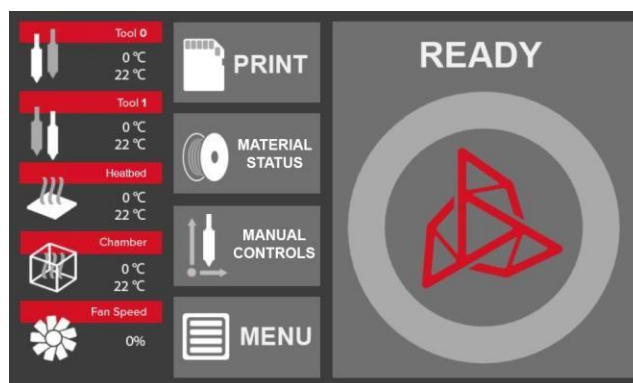 Tool 0
0 °C
22 °C
Tool 1
0 °C
22 °C
Heatbed
0 °C
22 °C
Chamber
0 °C
22 °C
Fan Speed
0%
PRINT
MATERIAL
STATUS
MANUAL
CONTROLS
MENU
READY